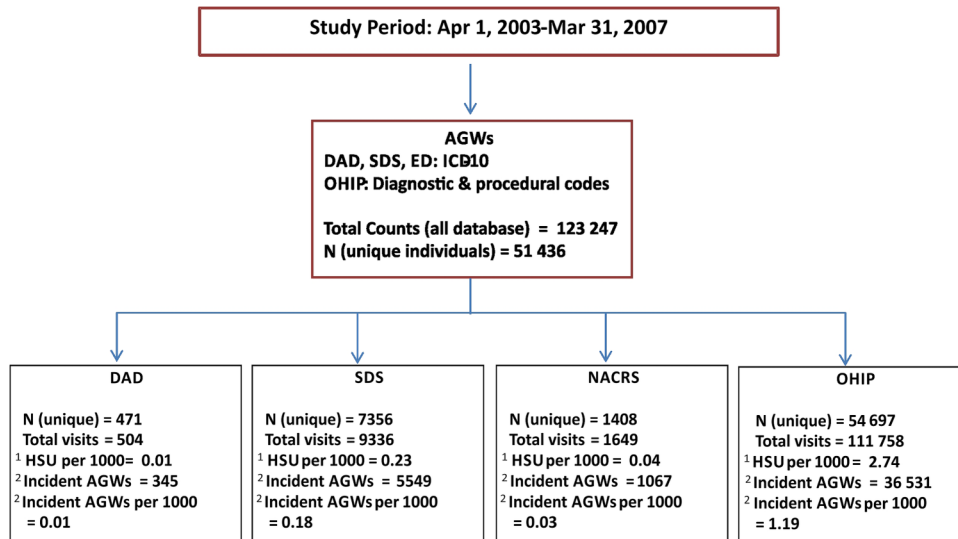 Study Period: Apr 1, 2003-Mar 31, 2007
AGWs
DAD, SDS, ED: ICD-10
OHIP: Diagnostic & procedural codes
Total Counts (all database) = 123 247
N (unique individuals) = 51 436
DAD
N (unique) = 471
Total visits = 504
1 HSU per 1000= 0.01
2 Incident AGWs = 345
2 Incident AGWs per 1000
= 0.01
SDS
N (unique) = 7356
Total visits = 9336
1 HSU per 1000 = 0.23
2 Incident AGWs = 5549
2 Incident AGWs per 1000
= 0.18
NACRS
N (unique) = 1408
Total visits = 1649
1 HSU per 1000 = 0.04
2 Incident AGWs =1067
2 Incident AGWs per 1000
= 0.03
OHIP
N (unique) = 54 697
Total visits = 111 758
1 HSU per 1000 = 2.74
2 Incident AGWs = 36 531
2 Incident AGWs per 1000
= 1.19